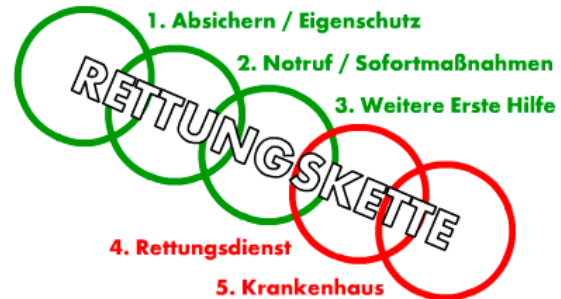 1. Absichern / Eigenschutz
2. Notruf / Sofortmaßnahmen
3. Weitere Erste Hilfe
RETTUNGSKETTE
4. Rettungsdienst
5. Krankenhaus